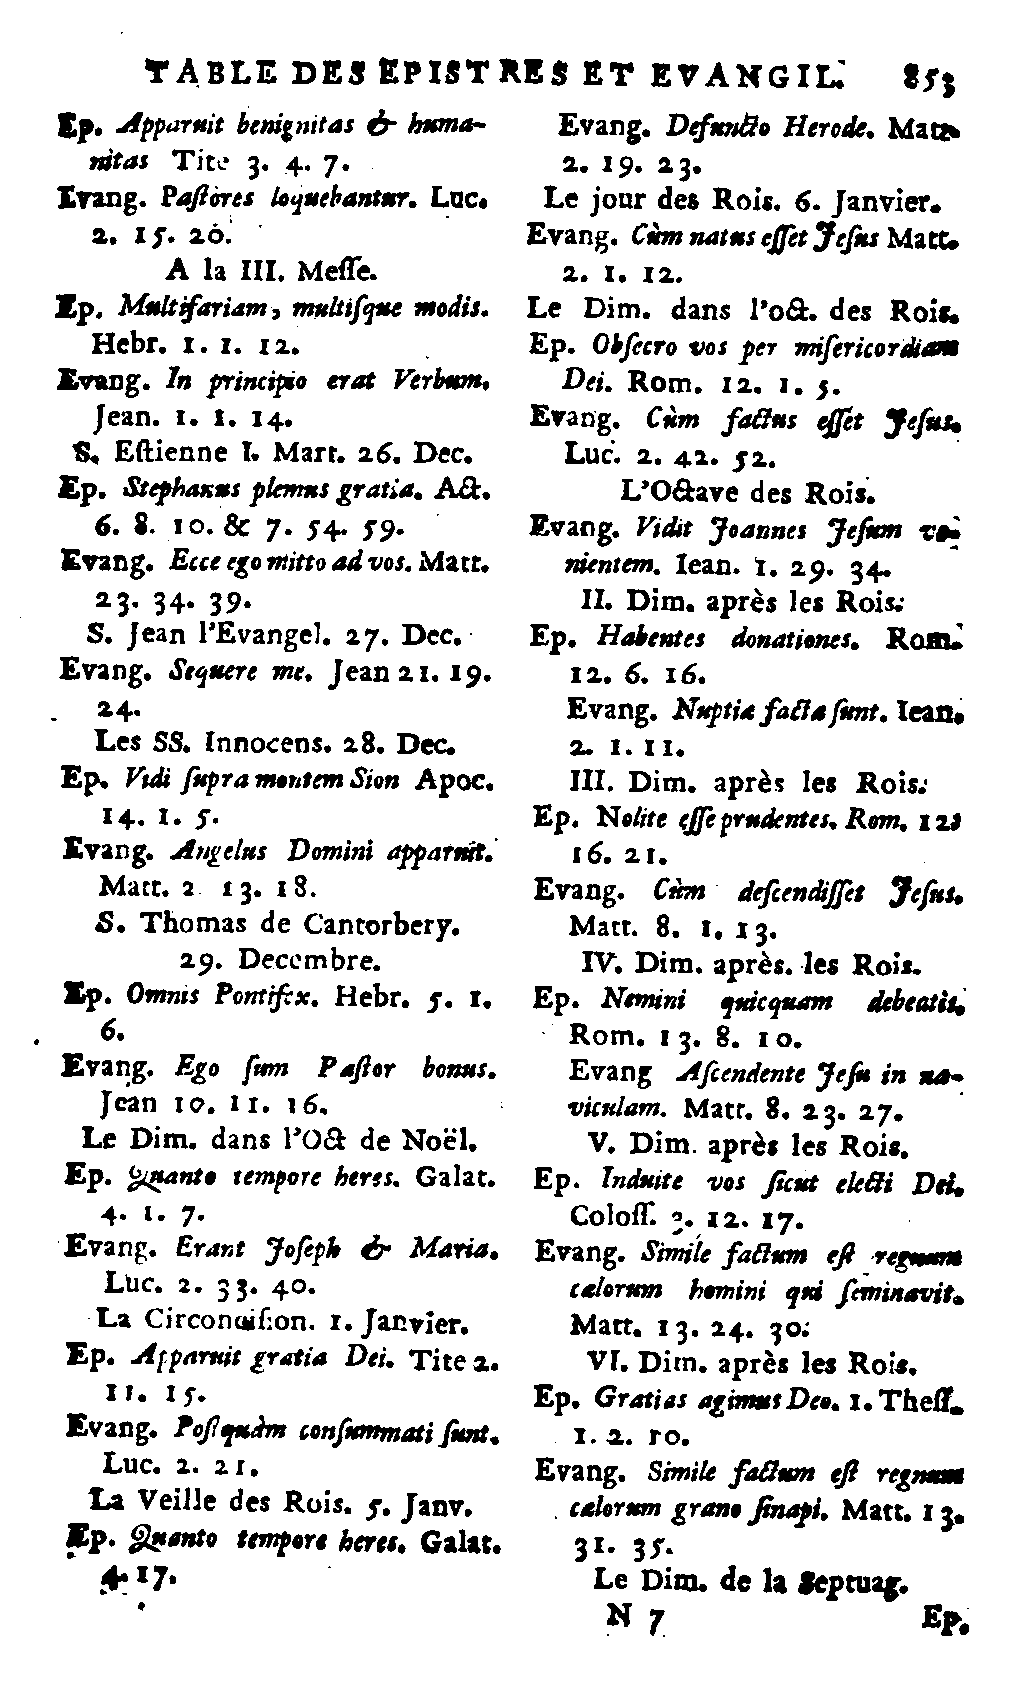 TABLE DES EPISTRES ET EVANGIL. 853
Ep. Apparuit benignitas & huma-
nitas Tite 3. 4. 7.
Evang. Paſtores loquebantur. Luc.
2. 15. 20.
A la III. Meſſe.
Ep. Multifariam, multiſque modis.
Hebr. 1. 1. 12.
Evang. In principio erat Verbum.
Jean. 1. 1. 14.
S. Eſtienne I. Mart. 26. Dec.
Ep. Stephanus plenus gratia. Act.
6. 8. 10. & 7. 54. 59.
Evang. Ecce ego mitto ad vos. Matt.
23. 34. 39.
S. Jean l'Evangel. 27. Dec.
Evang. Sequere me. Jean 21. 19.
24.
Les SS. Innocens. 28. Dec.
Ep. Vidi ſupra montem Sion Apoc.
14. 1. 5.
Evang. Angelus Domini apparuit.
Matt. 2 13. 18.
S. Thomas de Cantorbery.
29. Decembre.
Ep. Omnis Pontifex. Hebr. 5. 1.
6.
Evang. Ego ſum Paſtor bonus.
Jean 10. 11. 16.
Le Dim. dans l'Oct de Noël.
Ep. Quanto tempore heres. Galat.
4. 1. 7.
Evang. Erant Joſeph & Maria.
Luc. 2. 33. 40.
La Circonciſion. 1. Janvier.
Ep. Apparuit gratia Dei. Tite 2.
11. 15.
Evang. Poſtquàm conſummati ſunt.
Luc. 2. 21.
La Veille des Rois. 5. Janv.
Ep. Quanto tempore heres. Galat.
4. 17.
Evang. Defuncto Herode. Matt.
2. 19. 23.
Le jour des Rois. 6. Janvier.
Evang. Cùm natus eſſet Jeſus Matt.
2. 1. 12.
Le Dim. dans l'oct. des Rois.
Ep. Obſecro vos per miſericordiam
Dei. Rom. 12. 1. 5.
Evang. Cùm factus eſſet Jeſus.
Luc. 2. 42. 52.
L'Octave des Rois.
Evang. Vidit Joannes Jeſum ve-
nientem. Iean. 1. 29. 34.
II. Dim. après les Rois.
Ep. Habentes donationes. Rom.
12. 6. 16.
Evang. Nuptiæ facta ſunt. Iean.
2. 1. 11.
III. Dim. après les Rois.
Ep. Nolite eſſe prudentes. Rom. 12.
16. 21.
Evang. Cùm deſcendiſſet Jeſus.
Matt. 8. 1. 13.
IV. Dim. après. les Rois.
Ep. Nemini quicquam debeatis.
Rom. 13. 8. 10.
Evang Aſcendente Jeſu in na-
viculam. Matt. 8. 23. 27.
V. Dim. après les Rois.
Ep. Induite vos ſicut electi Dei.
Coloſſ. 3. 12. 17.
Evang. Simile factum eſt regnum
cælorum homini qui ſeminavit.
Matt. 13. 24. 30.
VI. Dim. après les Rois.
Ep. Gratias agimus Deo. 1. Theſſ.
1. 2. 10.
Evang. Simile factum eſt regnum
cælorum grano ſinapi. Matt. 13.
31. 35.
Le Dim. de la Septuag.
N 7 Ep.